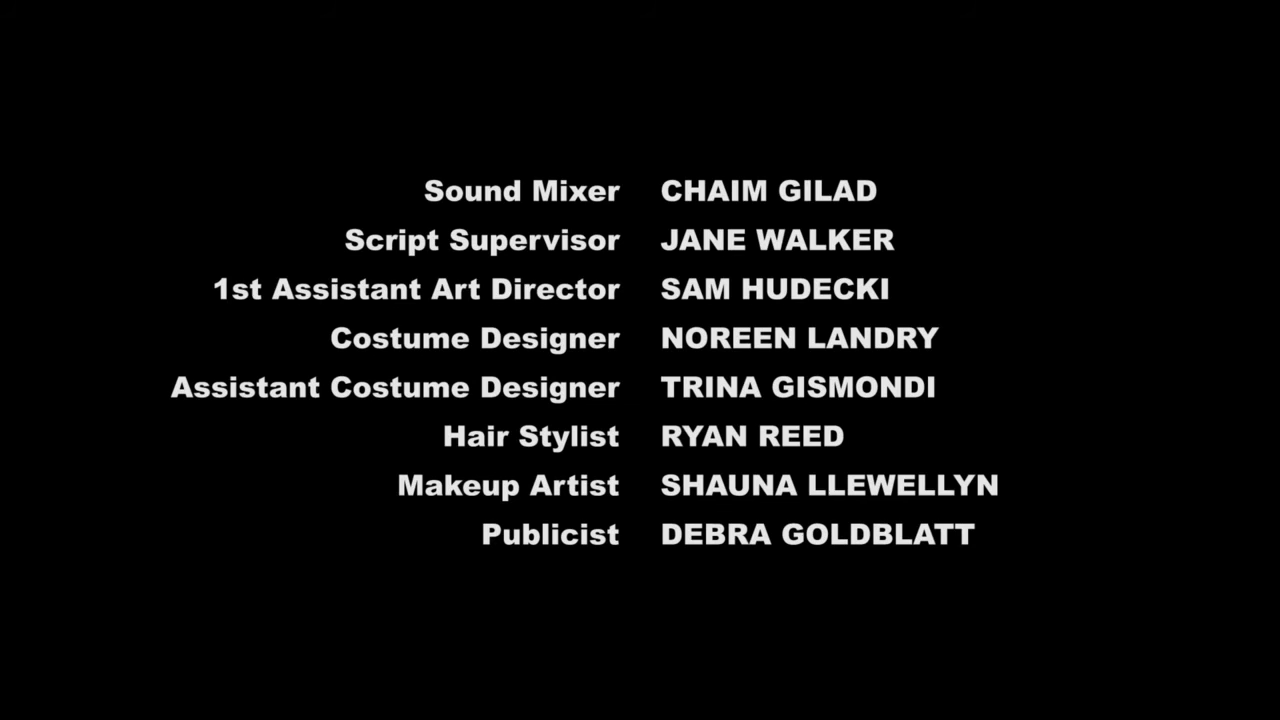 Sound Mixer CHAIM GILAD
Script Supervisor JANE WALKER
1st Assistant Art Director SAM HUDECKI
Costume Designer NOREEN LANDRY
Assistant Costume Designer TRINA GISMONDI
Hair Stylist RYAN REED
Makeup Artist SHAUNA LLEWELLYN
Publicist DEBRA GOLDBLATT